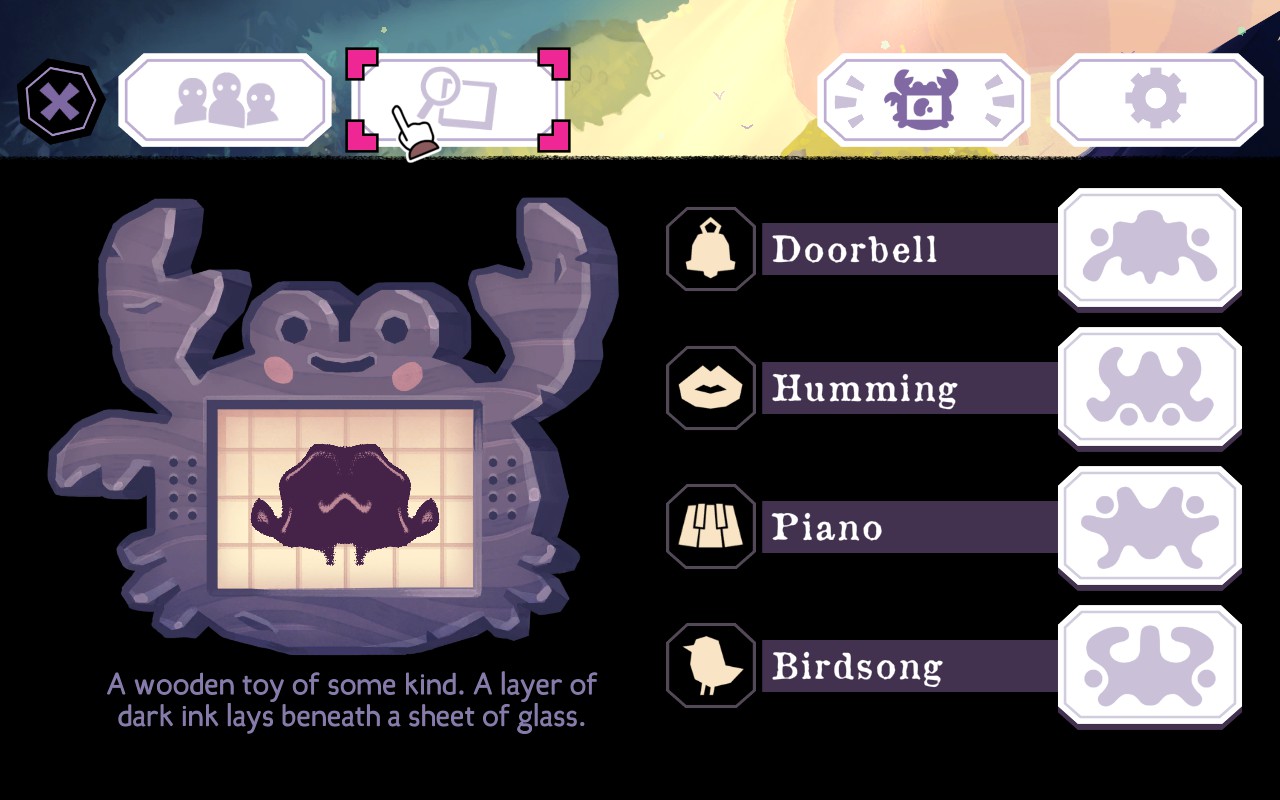 Doorbell
Humming
Piano
Birdsong
A wooden toy of some kind. A layer of
dark ink lays beneath a sheet of glass.